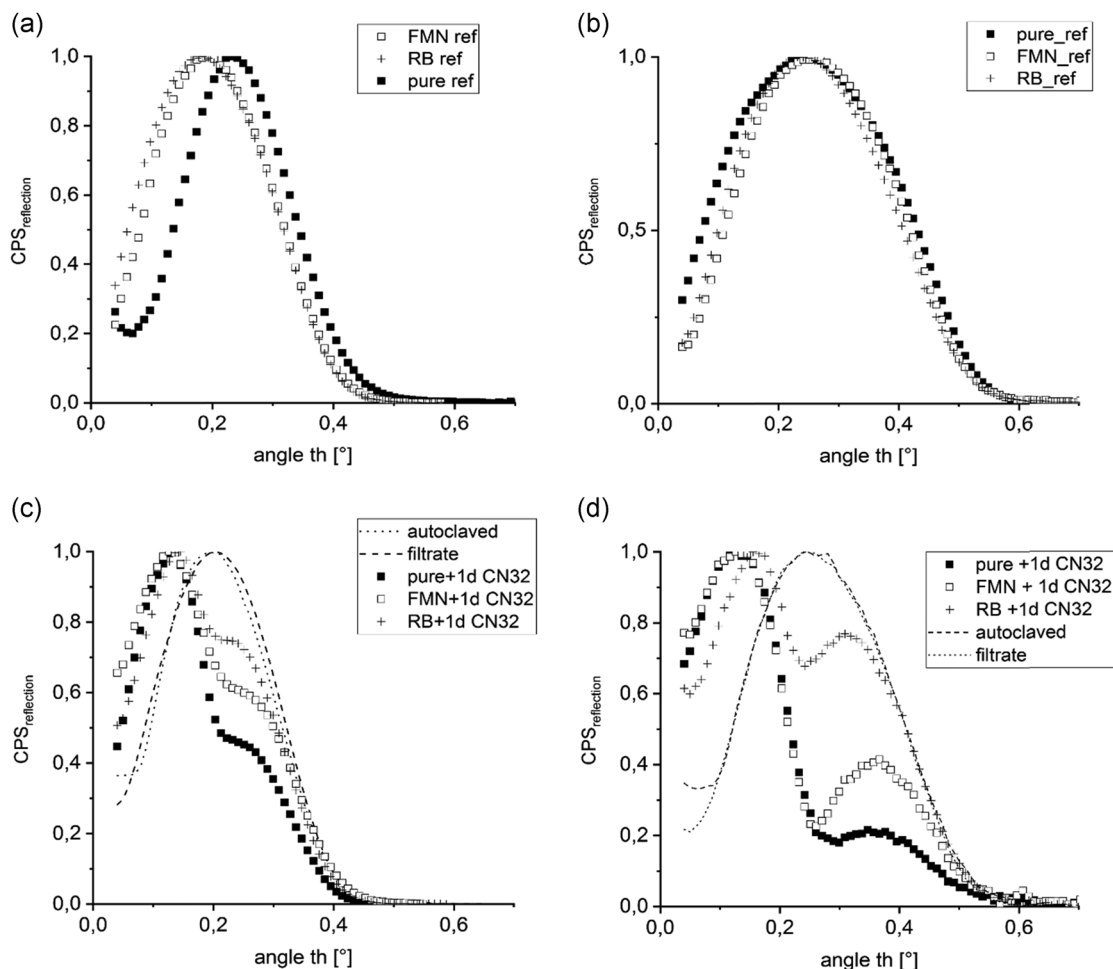 (a)
FMN ref
RB ref
pure ref
1,0
0,8
0,6
0,4
0,2
0,0
CPSreflection
0,0 0,2 0,4 0,6
angle th [°]
(b)
pure_ref
FMN_ref
RB_ref
1,0
0,5
0,0
CPSreflection
0,0 0,2 0,4 0,6
angle th [°]
(c)
autoclaved
filtrate
pure+1d CN32
FMN+1d CN32
RB+1d CN32
1,0
0,8
0,6
0,4
0,2
0,0
CPSreflection
0,0 0,2 0,4 0,6
angle th [°]
(d)
pure +1d CN32
FMN + 1d CN32
RB +1d CN32
autoclaved
filtrate
1,0
0,8
0,6
0,4
0,2
0,0
CPSreflection
0,0 0,2 0,4 0,6
angle th [°]